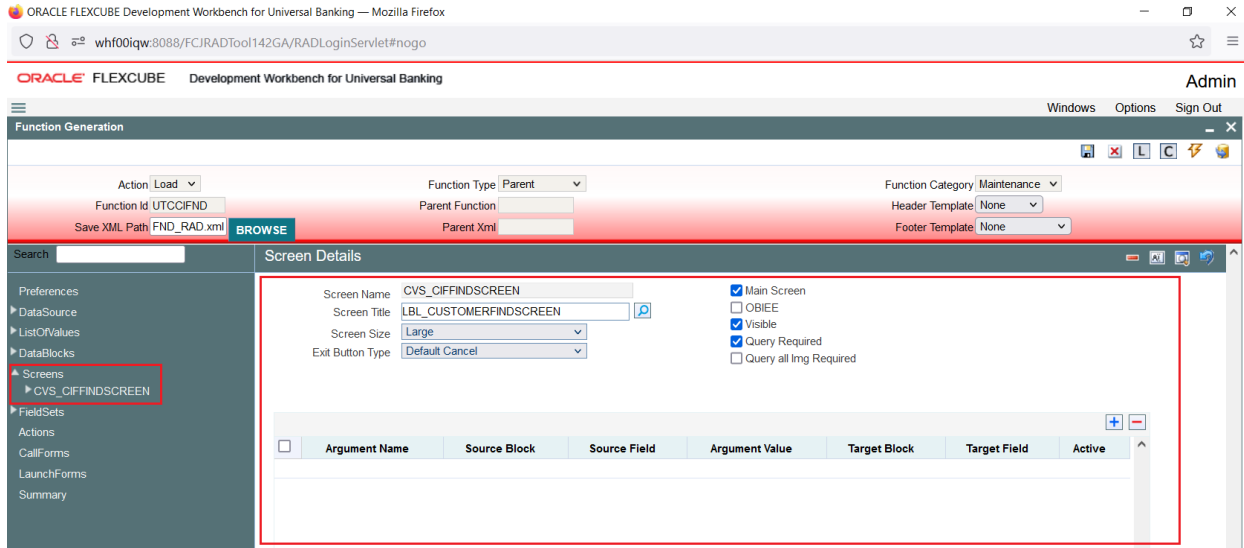 ORACLE FLEXCUBE Development Workbench for Universal Banking — Mozilla Firefox
whf00iqw:8088/FCJRADTool142GA/RADLoginServlet#nogo
ORACLE FLEXCUBE Development Workbench for Universal Banking
Admin
Windows Options Sign Out
Function Generation
L C
Action Load Function Type Parent Function Category Maintenance
Function Id UTCCIFND Parent Function Header Template None
Save XML Path FND_RAD.xml BROWSE Parent Xml Footer Template None
Search
Screen Details
Preferences
DataSource
ListOfValues
DataBlocks
Screens
CVS_CIFFINDSCREEN
FieldSets
Actions
CallForms
LaunchForms
Summary
Screen Name CVS_CIFFINDSCREEN
Screen Title LBL_CUSTOMERFINDSCREEN
Screen Size Large
Exit Button Type Default Cancel
Main Screen
OBIEE
Visible
Query Required
Query all Img Required
Argument Name Source Block Source Field Argument Value Target Block Target Field Active